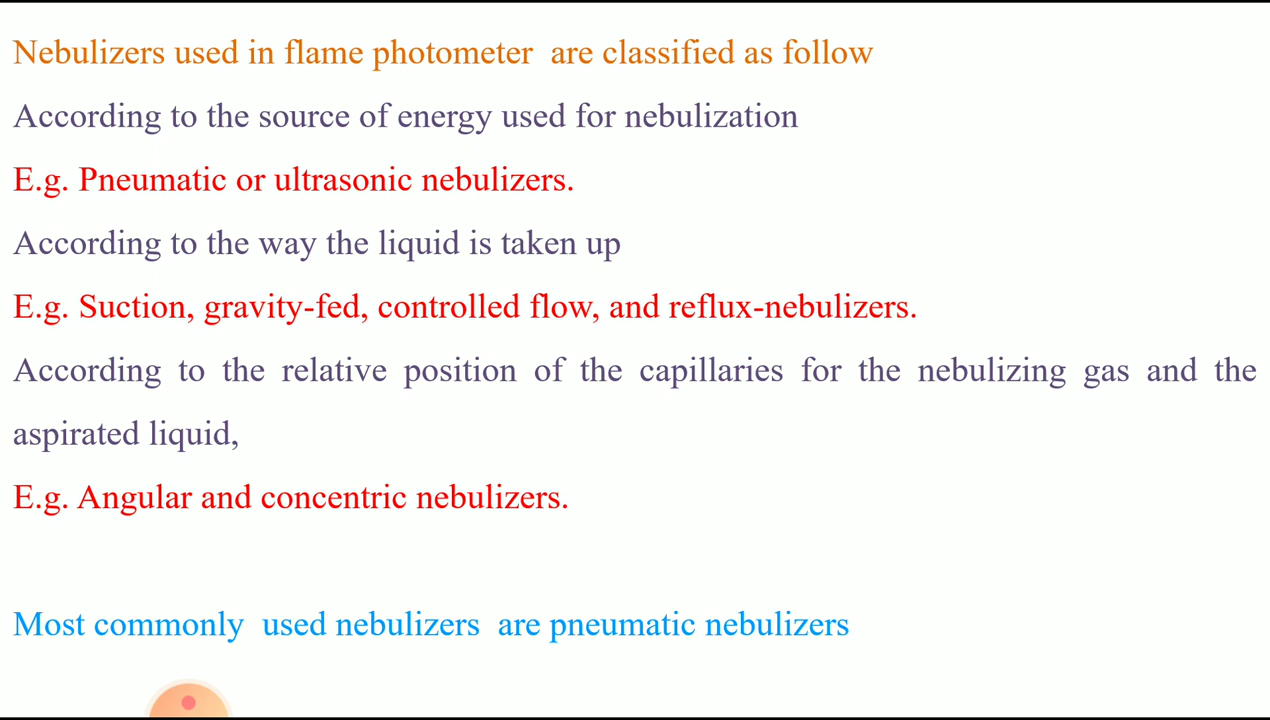 Nebulizers used in flame photometer are classified as follow
According to the source of energy used for nebulization
E.g. Pneumatic or ultrasonic nebulizers.
According to the way the liquid is taken up
E.g. Suction, gravity-fed, controlled flow, and reflux-nebulizers.
According to the relative position of the capillaries for the nebulizing gas and the
aspirated liquid,
E.g. Angular and concentric nebulizers.
Most commonly used nebulizers are pneumatic nebulizers